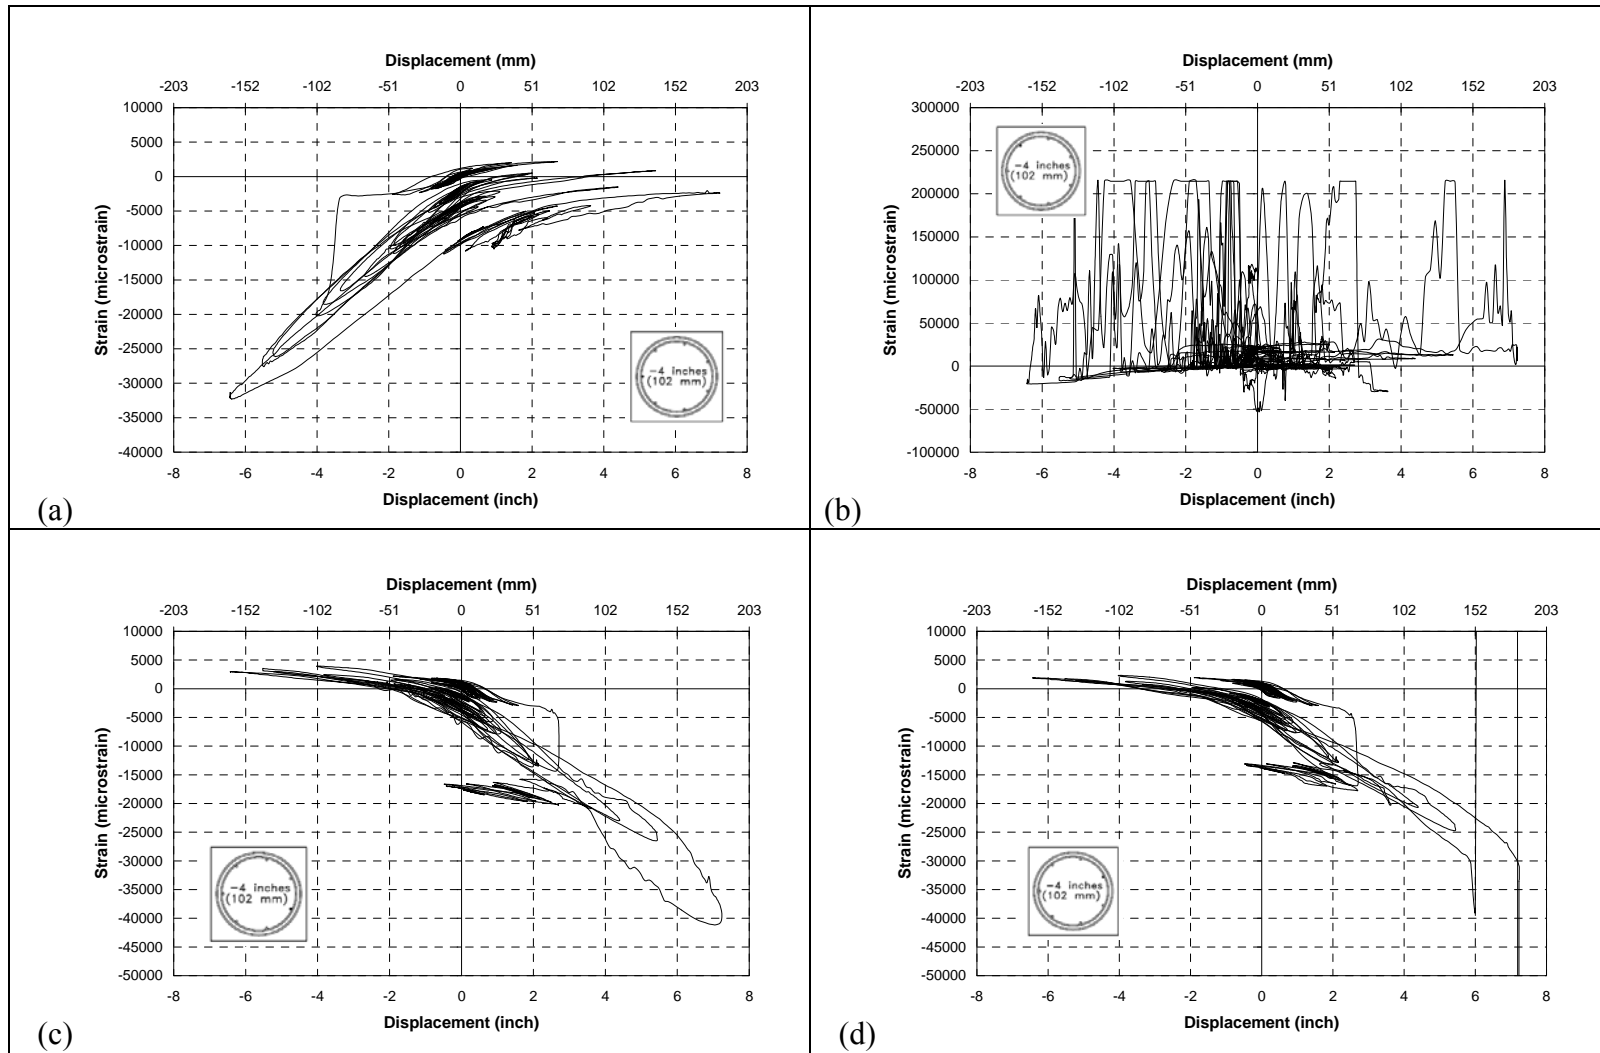 Displacement (mm)
-203 -152 -102 -51 0 51 102 152 203
10000
5000
0
-5000
-10000
-15000
-20000
-25000
-30000
-35000
-40000
Strain (microstrain)
-4 inches
(102 mm)
-8 -6 -4 -2 0 2 4 6 8
Displacement (inch)
(a)
Displacement (mm)
-203 -152 -102 -51 0 51 102 152 203
300000
250000
200000
150000
100000
50000
0
-50000
-100000
Strain (microstrain)
-4 inches
(102 mm)
-8 -6 -4 -2 0 2 4 6 8
Displacement (inch)
(b)
Displacement (mm)
-203 -152 -102 -51 0 51 102 152 203
10000
5000
0
-5000
-10000
-15000
-20000
-25000
-30000
-35000
-40000
-45000
-50000
Strain (microstrain)
-4 inches
(102 mm)
-8 -6 -4 -2 0 2 4 6 8
Displacement (inch)
(c)
Displacement (mm)
-203 -152 -102 -51 0 51 102 152 203
10000
5000
0
-5000
-10000
-15000
-20000
-25000
-30000
-35000
-40000
-45000
-50000
Strain (microstrain)
-4 inches
(102 mm)
-8 -6 -4 -2 0 2 4 6 8
Displacement (inch)
(d)